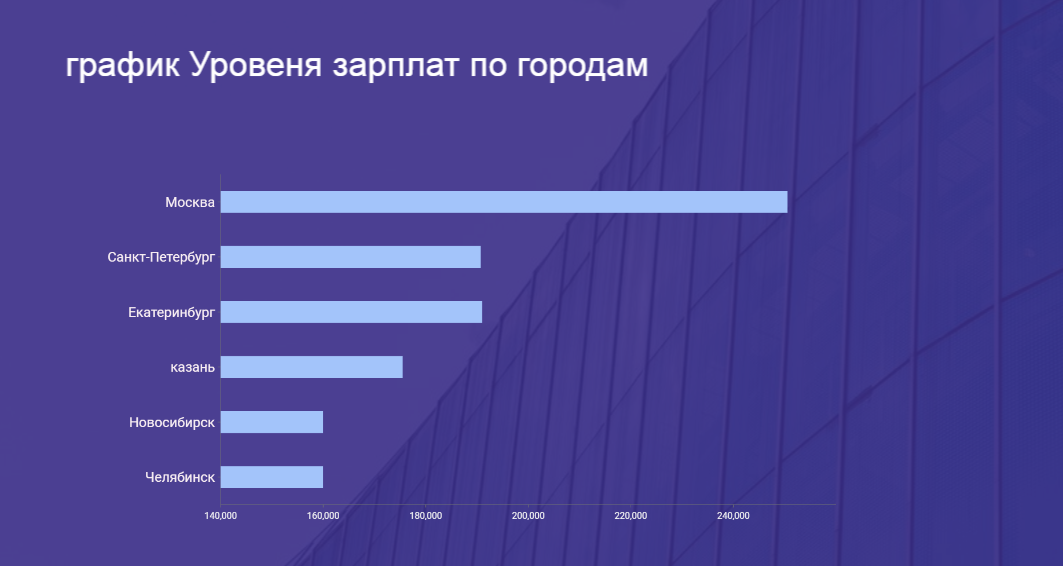 график Уровеня зарплат по городам
Москва
Санкт-Петербург
Екатеринбург
казань
Новосибирск
Челябинск
140,000 160,000 180,000 200,000 220,000 240,000